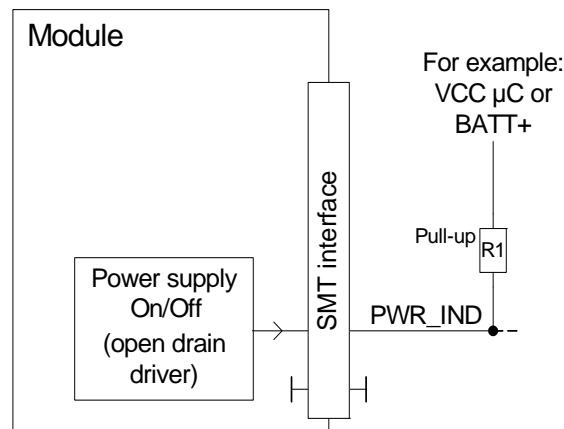 Module
For example:
VCC µC or
BATT+
SMT interface
Pull-up
R1
Power supply
On/Off
(open drain
driver)
PWR_IND